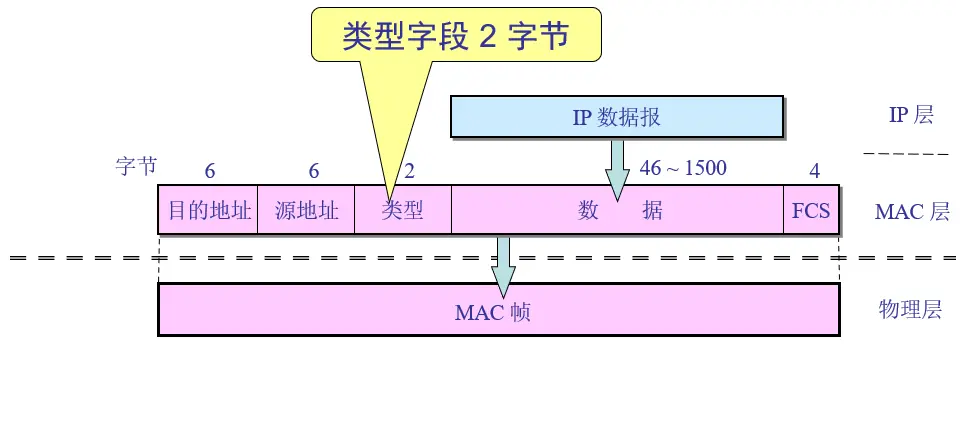 类型字段 2 字节
IP 数据报
IP 层
字节
6
6
2
46 ~ 1500
4
目的地址
源地址
类型
数 据
FCS
MAC 层
MAC 帧
物理层